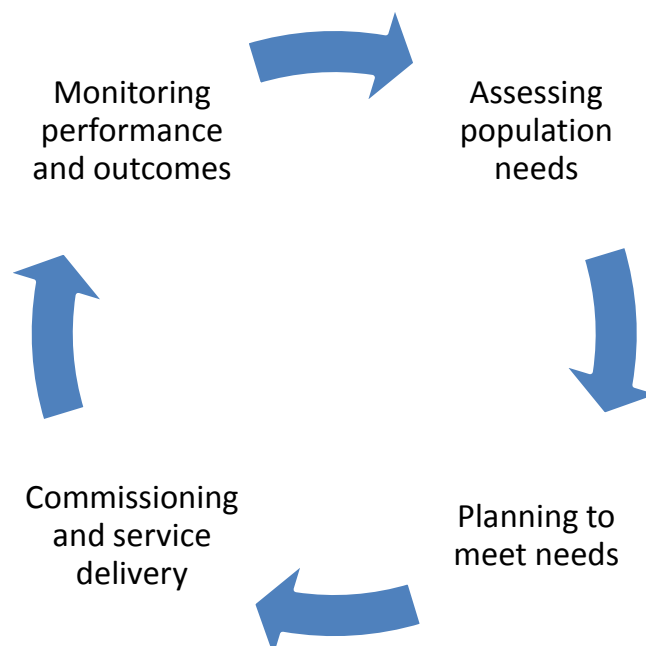 Monitoring
performance
and outcomes
Assessing
population
needs
Commissioning
and service
delivery
Planning to
meet needs